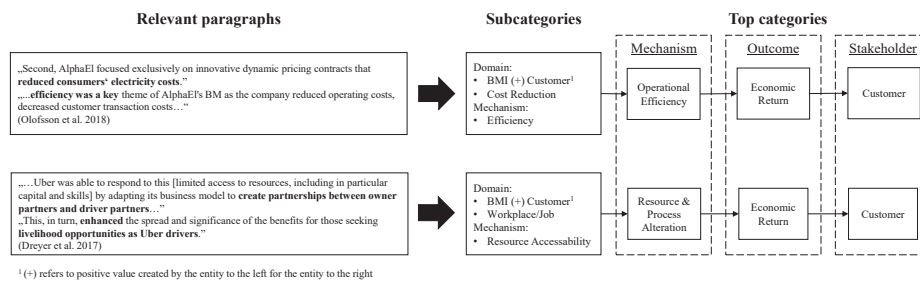 Relevant paragraphs
Subcategories
Top categories
Mechanism
Outcome
Stakeholder
„Second, AlphaEl focused exclusively on innovative dynamic pricing contracts that
reduced consumers‘ electricity costs.”
„...efficiency was a key theme of AlphaEl's BM as the company reduced operating costs,
decreased customer transaction costs…”
(Olofsson et al. 2018)
Domain:
• BMI (+) Customer¹
• Cost Reduction
Mechanism:
• Efficiency
Operational
Efficiency
Economic
Return
Customer
„…Uber was able to respond to this [limited access to resources, including in particular
capital and skills] by adapting its business model to create partnerships between owner
partners and driver partners…”
„This, in turn, enhanced the spread and significance of the benefits for those seeking
livelihood opportunities as Uber drivers.”
(Dreyer et al. 2017)
Domain:
• BMI (+) Customer¹
• Workplace/Job
Mechanism:
• Resource Accessability
Resource &
Process
Alteration
Economic
Return
Customer
¹ (+) refers to positive value created by the entity to the left for the entity to the right